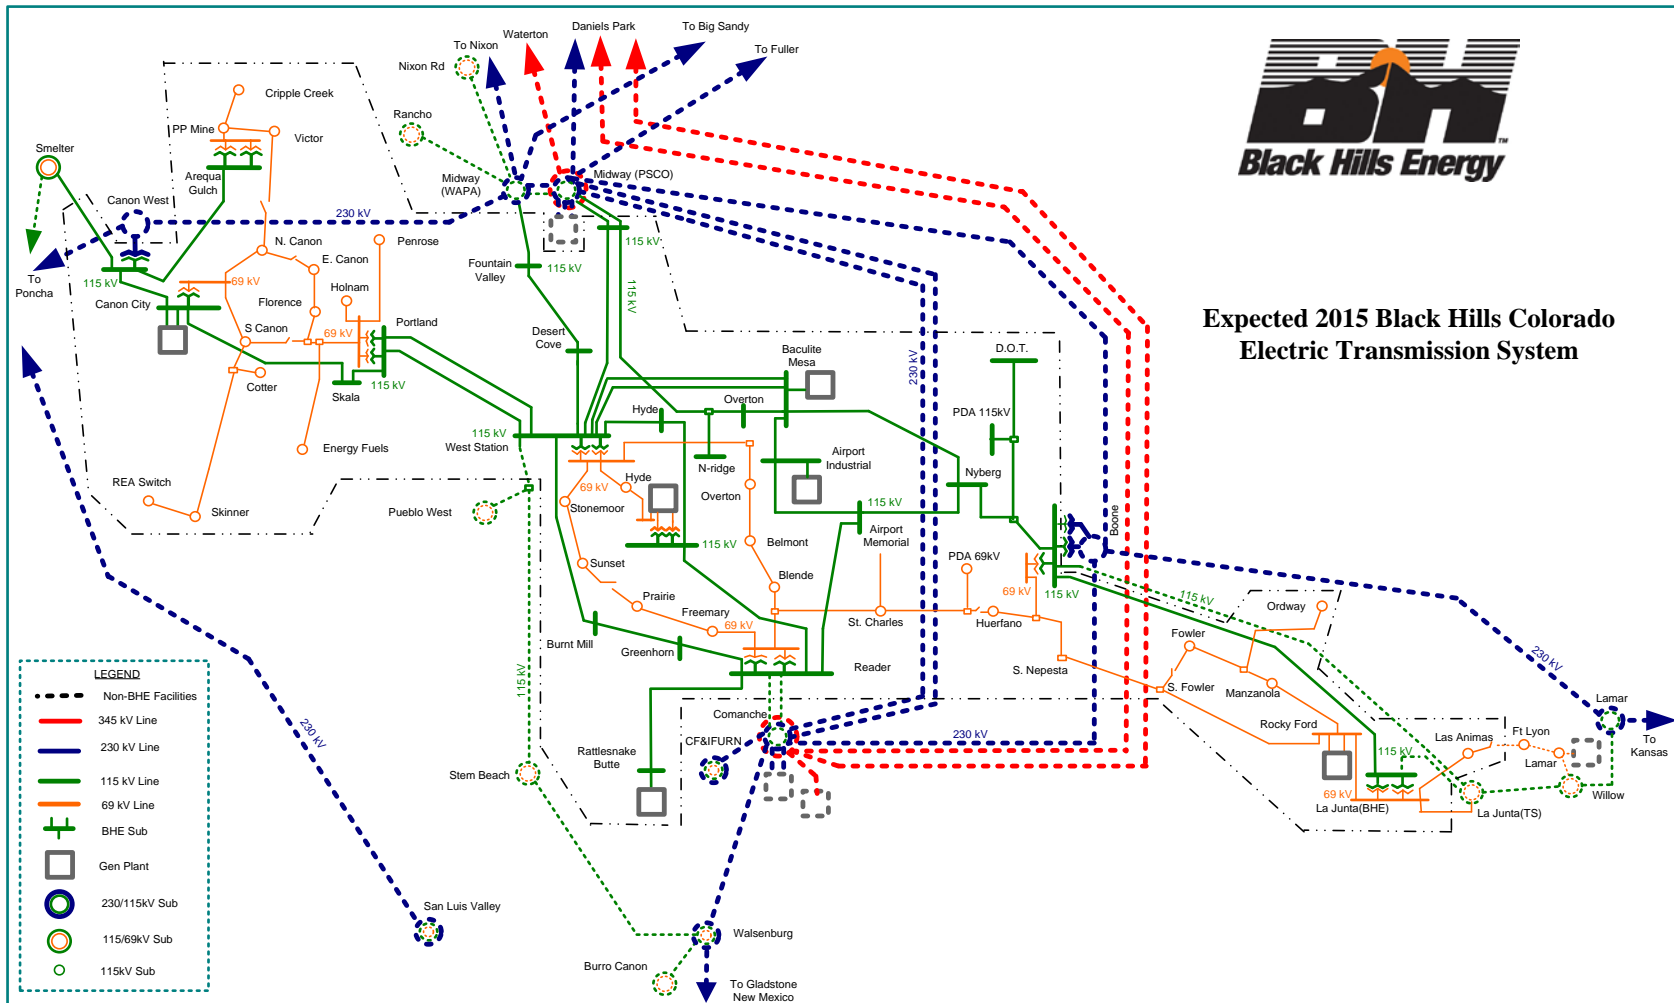 To Nixon
Waterton
Daniels Park
To Big Sandy
To Fuller
Nixon Rd
Rancho
Cripple Creek
PP Mine
Victor
Smelter
Arequa
Gulch
Midway
(WAPA)
Midway (PSCO)
Canon West
230 kV
N. Canon
Penrose
115 kV
Fountain
Valley
115 kV
E. Canon
To
Poncha
115 kV
69 kV
Holnam
Canon City
Florence
115 kV
S Canon
69 kV
Portland
Desert
Cove
Baculite
Mesa
230 kV
D.O.T.
Cotter
Skala
115 kV
Hyde
Overton
PDA 115kV
115 kV
West Station
Energy Fuels
N-ridge
Airport
Industrial
Nyberg
REA Switch
Skinner
Pueblo West
69 kV
Hyde
Stonemoor
Overton
115 kV
Airport
Memorial
Boone
Belmont
115 kV
PDA 69kV
Sunset
Blende
69 kV
115 kV
115 kV
Prairie
Freemary
69 kV
St. Charles
Huerfano
Ordway
Burnt Mill
Greenhorn
Reader
S. Nepesta
Fowler
S. Fowler
Manzanola
230 kV
115 kV
230 kV
Comanche
CF&IFURN
230 kV
Rocky Ford
Las Animas
Ft Lyon
Lamar
Lamar
To
Kansas
Rattlesnake
Butte
Stem Beach
115 kV
69 kV
La Junta(BHE)
La Junta(TS)
Willow
San Luis Valley
Walsenburg
Burro Canon
To Gladstone
New Mexico
BH
TM
Black Hills Energy
Expected 2015 Black Hills Colorado
Electric Transmission System
LEGEND
Non-BHE Facilities
345 kV Line
230 kV Line
115 kV Line
69 kV Line
BHE Sub
Gen Plant
230/115kV Sub
115/69kV Sub
115kV Sub